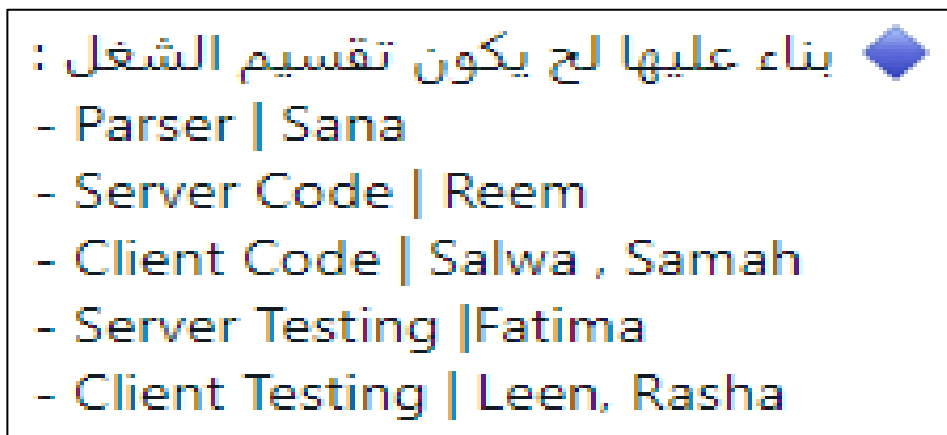 🔷 بناء عليها لح يكون تقسيم الشغل :
- Parser | Sana
- Server Code | Reem
- Client Code | Salwa , Samah
- Server Testing |Fatima
- Client Testing | Leen, Rasha